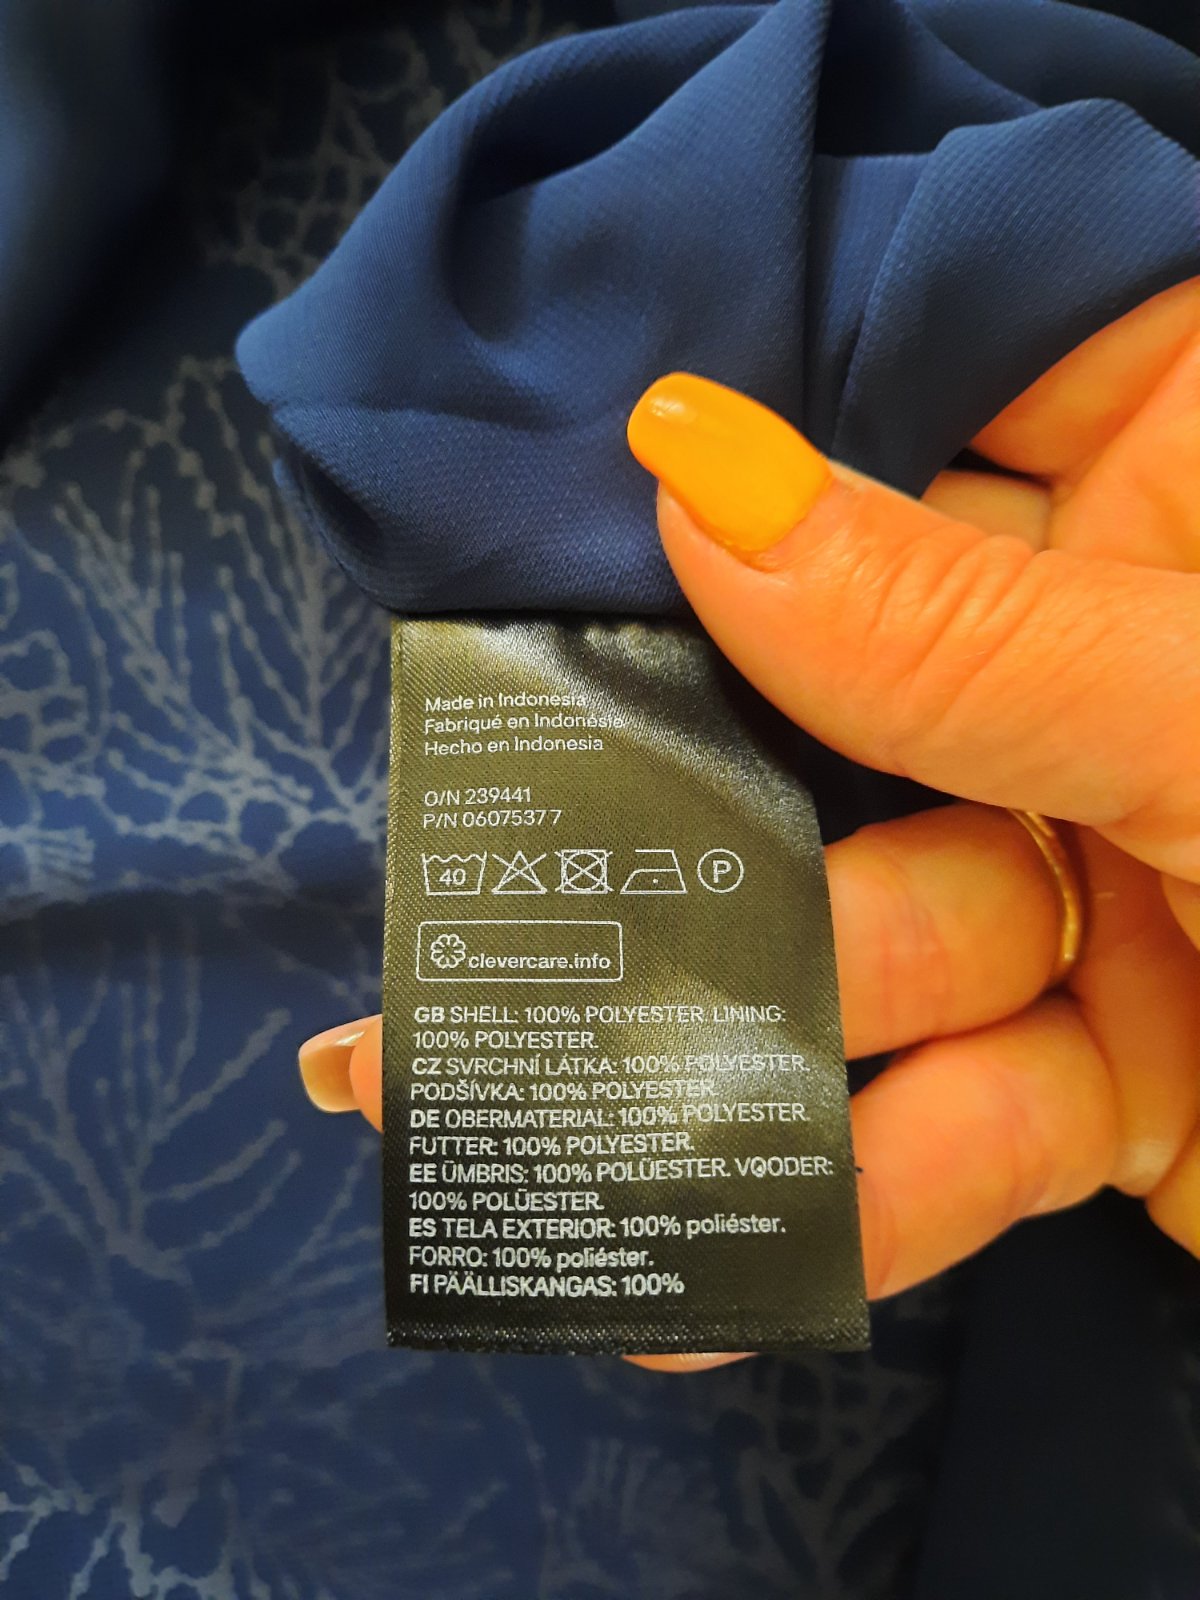 Made in Indonesia
Fabriqué en Indonésie
Hecho en Indonesia
O/N 239441
P/N 06075377
40 P
clevercare.info
GB SHELL: 100% POLYESTER. LINING:
100% POLYESTER.
CZ SVRCHNÍ LÁTKA: 100% POLYESTER.
PODŠÍVKA: 100% POLYESTER.
DE OBERMATERIAL: 100% POLYESTER.
FUTTER: 100% POLYESTER.
EE ÜMBRIS: 100% POLÜESTER. VOODER:
100% POLÜESTER.
ES TELA EXTERIOR: 100% poliéster.
FORRO: 100% poliéster.
FI PÄÄLLISKANGAS: 100%